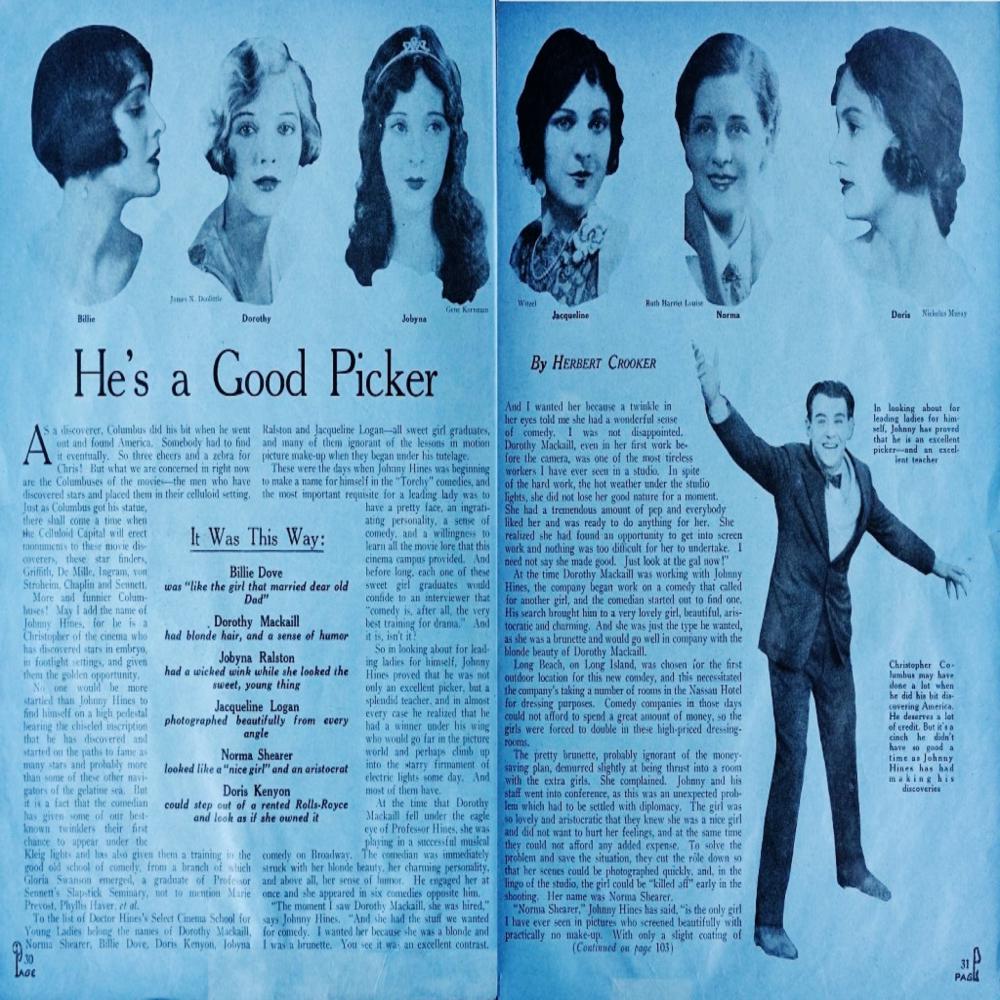 James N. Doolittle
Gene Kornman
Billie
Dorothy
Jobyna
He's a Good Picker
AS a discoverer, Columbus did his bit when he went
out and found America. Somebody had to find
it eventually. So three cheers and a zebra for
Chris! But what we are concerned in right now
are the Columbuses of the movies—the men who have
discovered stars and placed them in their celluloid setting.
Just as Columbus got his statue,
there shall come a time when
the Celluloid Capital will erect
monuments to these movie dis-
coverers, these star finders,
Griffith, De Mille, Ingram, von
Stroheim, Chaplin and Sennett.
More and funnier Colum-
buses! May I add the name of
Johnny Hines, for he is a
Christopher of the cinema who
has discovered stars in embryo,
in footlight settings, and given
them the golden opportunity.
No one would be more
startled than Johnny Hines to
find himself on a high pedestal
bearing the chiseled inscription
that he has discovered and
started on the paths to fame as
many stars and probably more
than some of these other navi-
gators of the gelatine sea. But
it is a fact that the comedian
has given some of our best-
known twinklers their first
chance to appear under the
Kleig lights and has also given them a training in the
good old school of comedy, from a branch of which
Gloria Swanson emerged, a graduate of Professor
Sennett's Slapstick Seminary, not to mention Marie
Prevost, Phyllis Haver, et al.
To the list of Doctor Hines's Select Cinema School for
Young Ladies belong the names of Dorothy Mackaill,
Norma Shearer, Billie Dove, Doris Kenyon, Jobyna
It Was This Way:
Billie Dove
was "like the girl that married dear old
Dad"
Dorothy Mackaill
had blonde hair, and a sense of humor
Jobyna Ralston
had a wicked wink while she looked the
sweet, young thing
Jacqueline Logan
photographed beautifully from every
angle
Norma Shearer
looked like a "nice girl" and an aristocrat
Doris Kenyon
could step out of a rented Rolls-Royce
and look as if she owned it
Ralston and Jacqueline Logan—all sweet girl graduates,
and many of them ignorant of the lessons in motion
picture make-up when they began under his tutelage.
These were the days when Johnny Hines was beginning
to make a name for himself in the "Torchy" comedies, and
the most important requisite for a leading lady was to
have a pretty face, an ingrati-
ating personality, a sense of
comedy, and a willingness to
learn all the movie lore that this
cinema campus provided. And
before long, each one of these
sweet girl graduates would
confide to an interviewer that
"comedy is, after all, the very
best training for drama." And
it is, isn't it?
So in looking about for lead-
ing ladies for himself, Johnny
Hines proved that he was not
only an excellent picker, but a
splendid teacher, and in almost
every case he realized that he
had a winner under his wing
who would go far in the picture
world and perhaps climb up
into the starry firmament of
electric lights some day. And
most of them have.
At the time that Dorothy
Mackaill fell under the eagle
eye of Professor Hines, she was
playing in a successful musical
comedy on Broadway. The comedian was immediately
struck with her blonde beauty, her charming personality,
and above all, her sense of humor. He engaged her at
once and she appeared in six comedies opposite him.
"The moment I saw Dorothy Mackaill, she was hired,"
says Johnny Hines. "And she had the stuff we wanted
for comedy. I wanted her because she was a blonde and
I was a brunette. You see it was an excellent contrast.
30
PAGE
Witzel
Ruth Harriet Louise
Nickolas Muray
Jacqueline
Norma
Doris
By HERBERT CROOKER
And I wanted her because a twinkle in
her eyes told me she had a wonderful sense
of comedy. I was not disappointed.
Dorothy Mackaill, even in her first work be-
fore the camera, was one of the most tireless
workers I have ever seen in a studio. In spite
of the hard work, the hot weather under the studio
lights, she did not lose her good nature for a moment.
She had a tremendous amount of pep and everybody
liked her and was ready to do anything for her. She
realized she had found an opportunity to get into screen
work and nothing was too difficult for her to undertake. I
need not say she made good. Just look at the gal now!"
At the time Dorothy Mackaill was working with Johnny
Hines, the company began work on a comedy that called
for another girl, and the comedian started out to find one.
His search brought him to a very lovely girl, beautiful, aris-
tocratic and charming. And she was just the type he wanted,
as she was a brunette and would go well in company with the
blonde beauty of Dorothy Mackaill.
Long Beach, on Long Island, was chosen for the first
outdoor location for this new comedy, and this necessitated
the company's taking a number of rooms in the Nassau Hotel
for dressing purposes. Comedy companies in those days
could not afford to spend a great amount of money, so the
girls were forced to double in these high-priced dressing-
rooms.
The pretty brunette, probably ignorant of the money-
saving plan, demurred slightly at being thrust into a room
with the extra girls. She complained. Johnny and his
staff went into conference, as this was an unexpected prob-
lem which had to be settled with diplomacy. The girl was
so lovely and aristocratic that they knew she was a nice girl
and did not want to hurt her feelings, and at the same time
they could not afford any added expense. To solve the
problem and save the situation, they cut the rôle down so
that her scenes could be photographed quickly, and, in the
lingo of the studio, the girl could be "killed off" early in the
shooting. Her name was Norma Shearer.
"Norma Shearer," Johnny Hines has said, "is the only girl
I have ever seen in pictures who screened beautifully with
practically no make-up. With only a slight coating of
(Continued on page 103)
In looking about for
leading ladies for him-
self, Johnny has proved
that he is an excellent
picker—and an excel-
lent teacher
Christopher Co-
lumbus may have
done a lot when
he did his bit dis-
covering America.
He deserves a lot
of credit. But it's a
cinch he didn't
have so good a
time as Johnny
Hines has had
making his
discoveries
31
PAGE